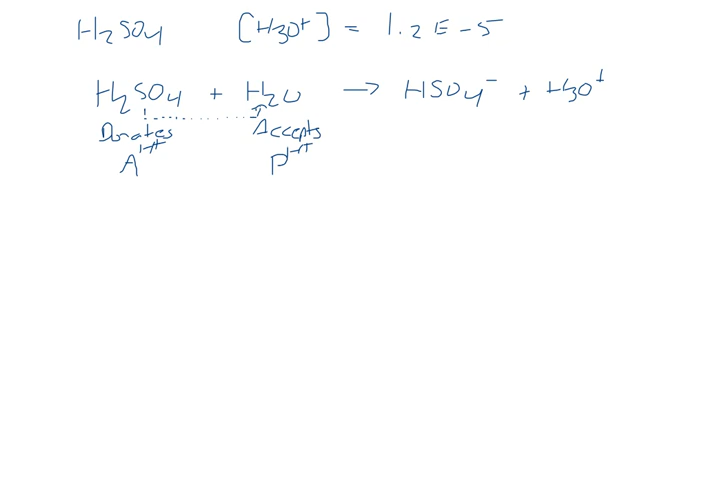 H2SO4 [H3O+] = 1.2 E-5
H2SO4 + H2O → HSO4⁻ + H3O⁺
Donates Accepts
H+ H+
A